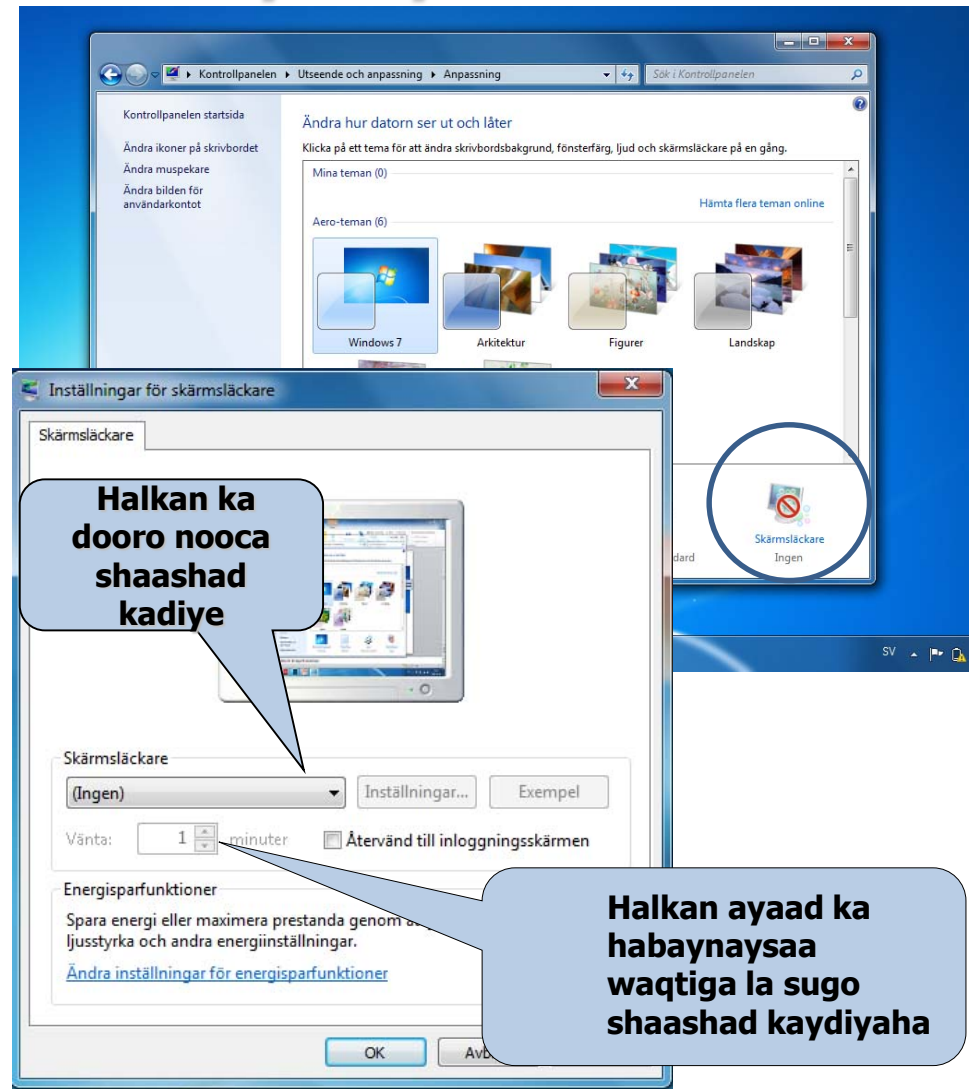 Kontrollpanelen ▸ Utseende och anpassning ▸ Anpassning
Sök i Kontrollpanelen
Kontrollpanelen startsida
Ändra ikoner på skrivbordet
Ändra muspekare
Ändra bilden för
användarkontot
Ändra hur datorn ser ut och låter
Klicka på ett tema för att ändra skrivbordsbakgrund, fönsterfärg, ljud och skärmsläckare på en gång.
Mina teman (0)
Hämta flera teman online
Aero-teman (6)
Windows 7
Arkitektur
Figurer
Landskap
Skärmsläckare
Ingen
dard
SV
Inställningar för skärmsläckare
Skärmsläckare
Halkan ka
dooro nooca
shaashad
kadiye
Skärmsläckare
(Ingen)
Inställningar...
Exempel
Vänta:
1
minuter
Återvänd till inloggningsskärmen
Energisparfunktioner
Spara energi eller maximera prestanda genom
ljusstyrka och andra energiinställningar.
Ändra inställningar för energisparfunktioner
OK
Halkan ayaad ka
habaynaysaa
waqtiga la sugo
shaashad kaydiyaha